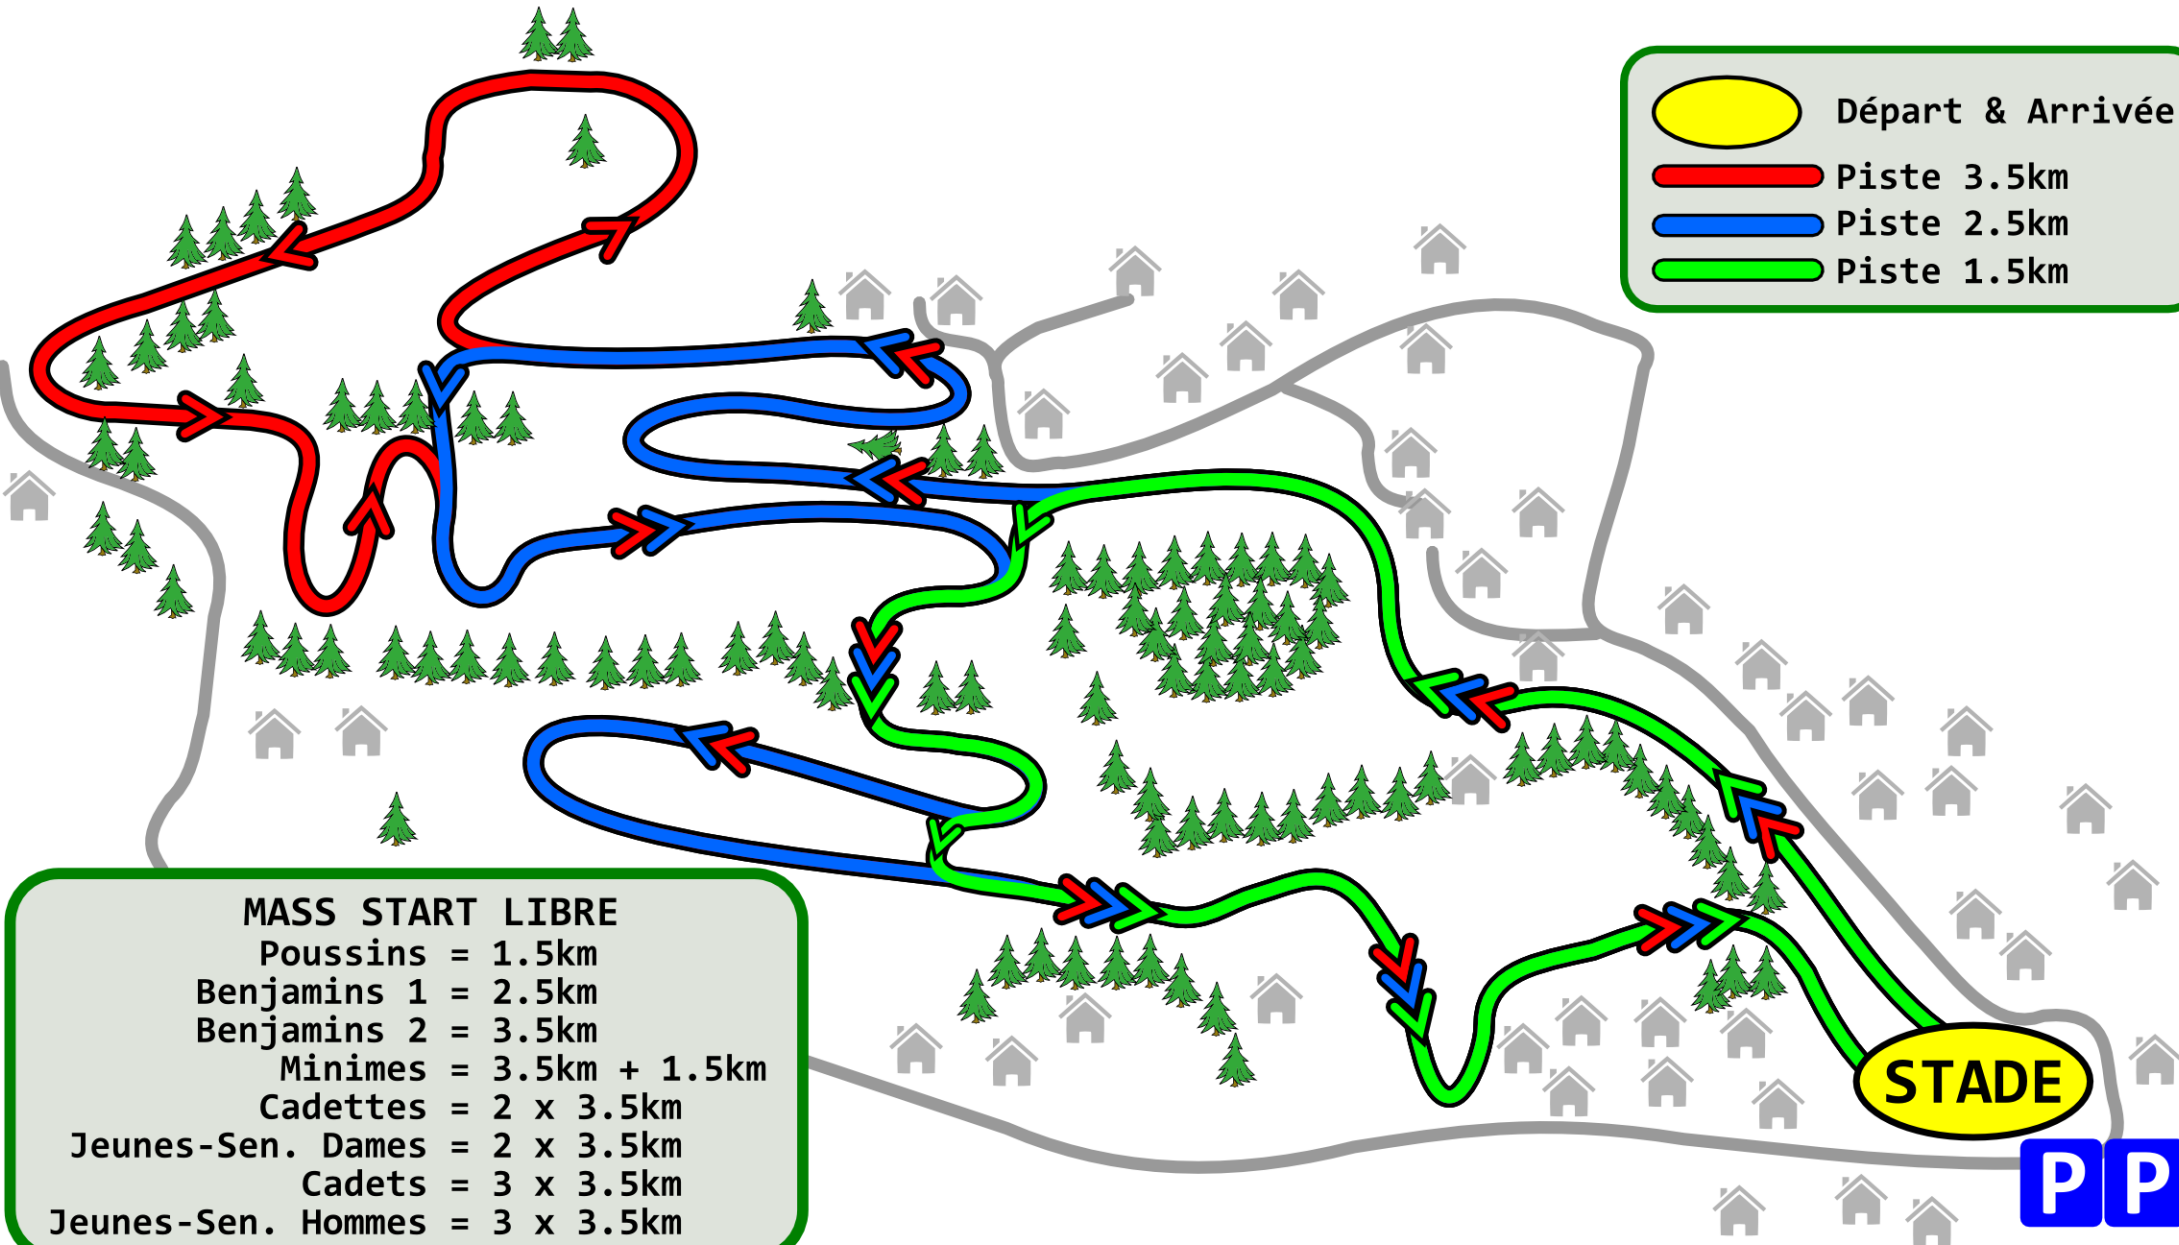 Départ & Arrivée
Piste 3.5km
Piste 2.5km
Piste 1.5km
STADE
P P
MASS START LIBRE
Poussins = 1.5km
Benjamins 1 = 2.5km
Benjamins 2 = 3.5km
Minimes = 3.5km + 1.5km
Cadettes = 2 x 3.5km
Jeunes-Sen. Dames = 2 x 3.5km
Cadets = 3 x 3.5km
Jeunes-Sen. Hommes = 3 x 3.5km